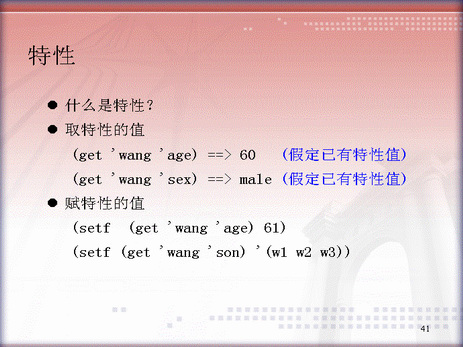 特性
● 什么是特性？
● 取特性的值
(get 'wang 'age) ==> 60 (假定已有特性值)
(get 'wang 'sex) ==> male (假定已有特性值)
● 赋特性的值
(setf (get 'wang 'age) 61)
(setf (get 'wang 'son) '(w1 w2 w3))
41